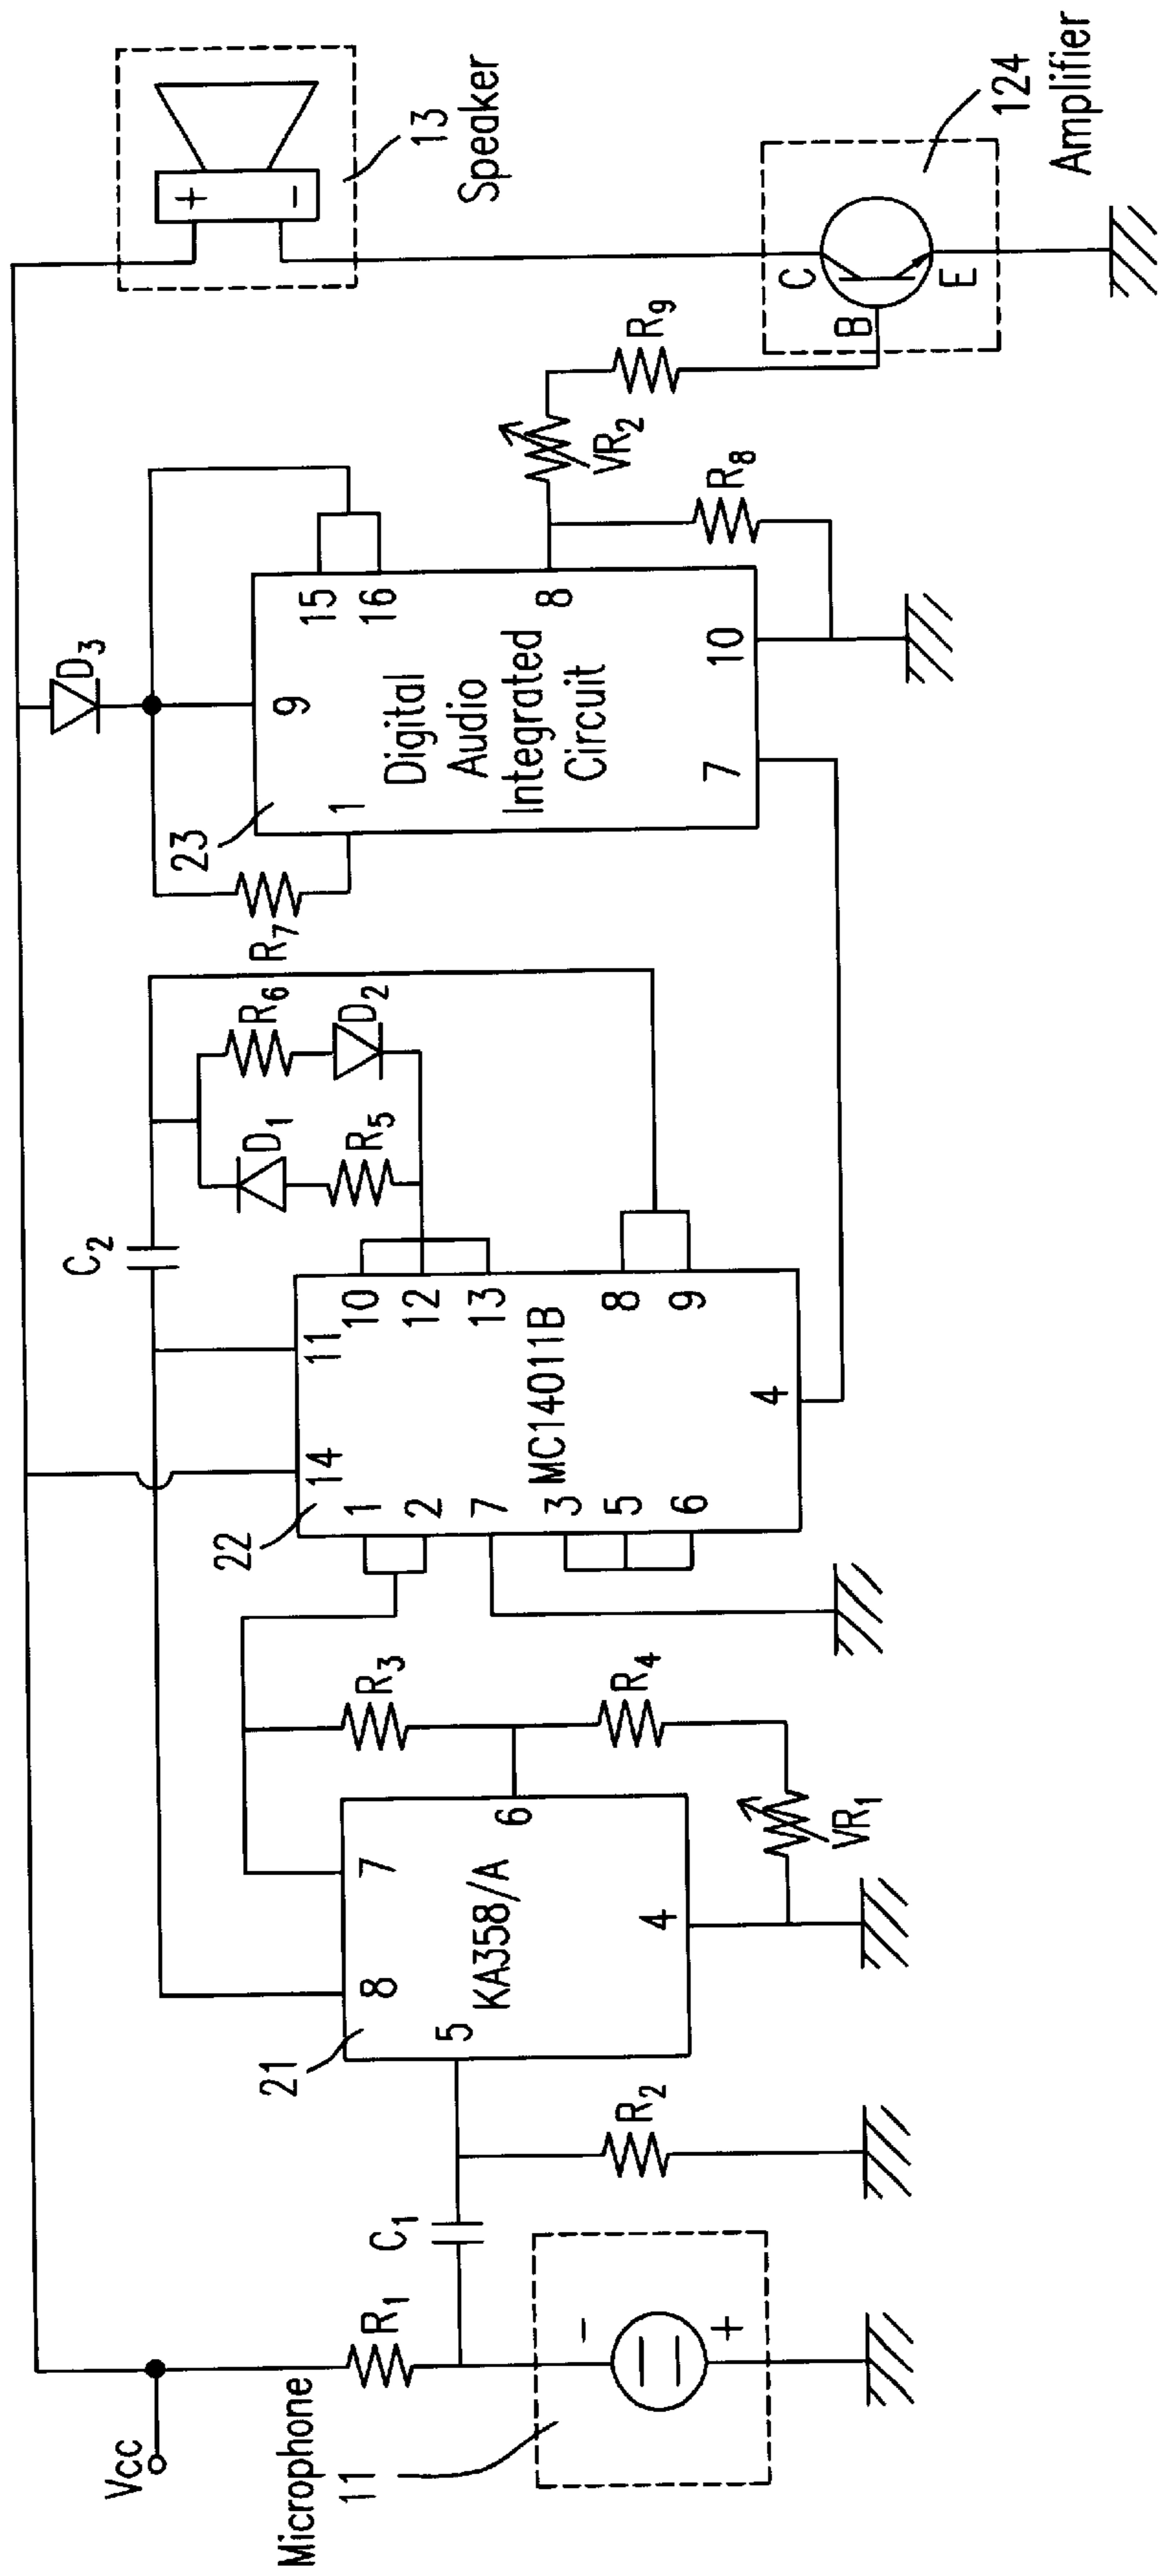 Vcc
Microphone
11
R1
C1
R2
21
KA358/A
5
8
7
6
4
R3
R4
VR1
22
MC14011B
14
11
1
2
7
3
5
6
10
12
13
8
9
4
C2
D1
R5
R6
D2
R7
23
Digital
Audio
Integrated
Circuit
1
9
15
16
8
10
7
D3
R8
VR2
R9
+
-
13
Speaker
B
C
E
124
Amplifier
-
+